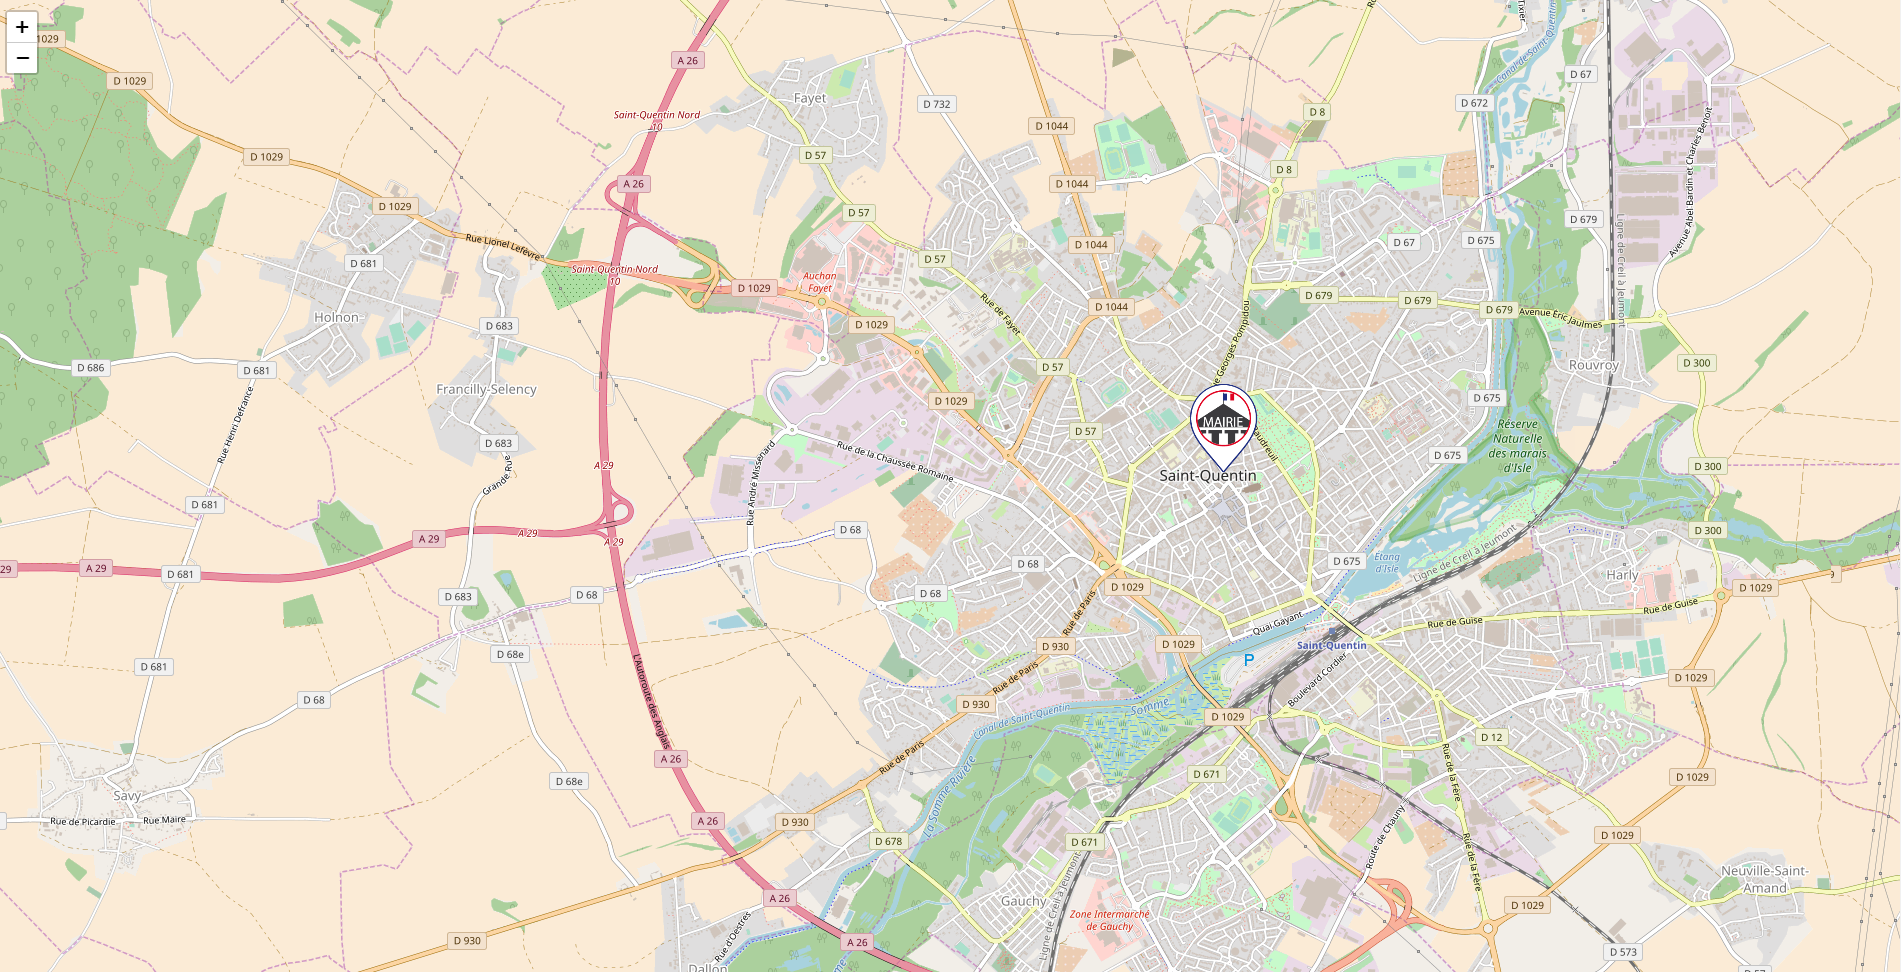 +
−
1029
D 1029
D 1029
D 1029
A 26
Saint-Quentin Nord
10
A 26
Fayet
D 57
D 732
D 1044
D 1044
D 8
D 8
D 672
Canal de Saint-Quentin
D 67
Avenue Abel Bardin et Charles Benoit
D 57
D 57
D 1044
D 67
D 675
D 679
Ligne de Creil à Jeumont
Rue Lionel Lefèvre
D 681
Saint-Quentin Nord
10
D 1029
Auchan
Fayet
D 1029
Rue de Fayet
D 1044
D 679
D 679
D 679
Avenue Éric Jaulmes
Holnon
D 683
D 686
D 681
Francilly-Selency
D 683
Rue Henri Defrance
Grande Rue
D 57
D 1029
D 57
Rue Georges Pompidou
MAIRIE
Saint-Quentin
D 675
D 675
Rouvroy
D 300
Réserve
Naturelle
des marais
d'Isle
D 300
D 300
Rue de la Chaussée Romaine
Rue André Missenard
A 29
D 681
A 29
A 29
A 29
29
A 29
D 681
D 68
D 68
D 68
D 68
D 683
D 1029
D 675
Étang
d'Isle
Ligne de Creil à Jeumont
Harly
D 1029
9
Rue de Guise
Rue de Guise
Quai Gayant
Saint-Quentin
P
Boulevard Cordier
D 1029
Rue de Paris
D 930
Rue de Paris
D 68e
D 681
D 68
L'Autoroute des Anglais
D 930
Canal de Saint-Quentin
Somme
D 1029
D 1029
D 12
D 1029
Rue de Paris
A 26
D 68e
D 671
La Somme Rivière
Rue de la Fère
Savy
Rue de Picardie
Rue Maire
A 26
D 930
D 678
D 671
Route de Chauny
Rue de la Fère
D 1029
Neuville-Saint-
Amand
A 26
Gauchy
Zone Intermarché
de Gauchy
D 1029
Ligne de Creil à Jeumont
Rue d'Oestres
D 930
A 26
D 573
Dallon